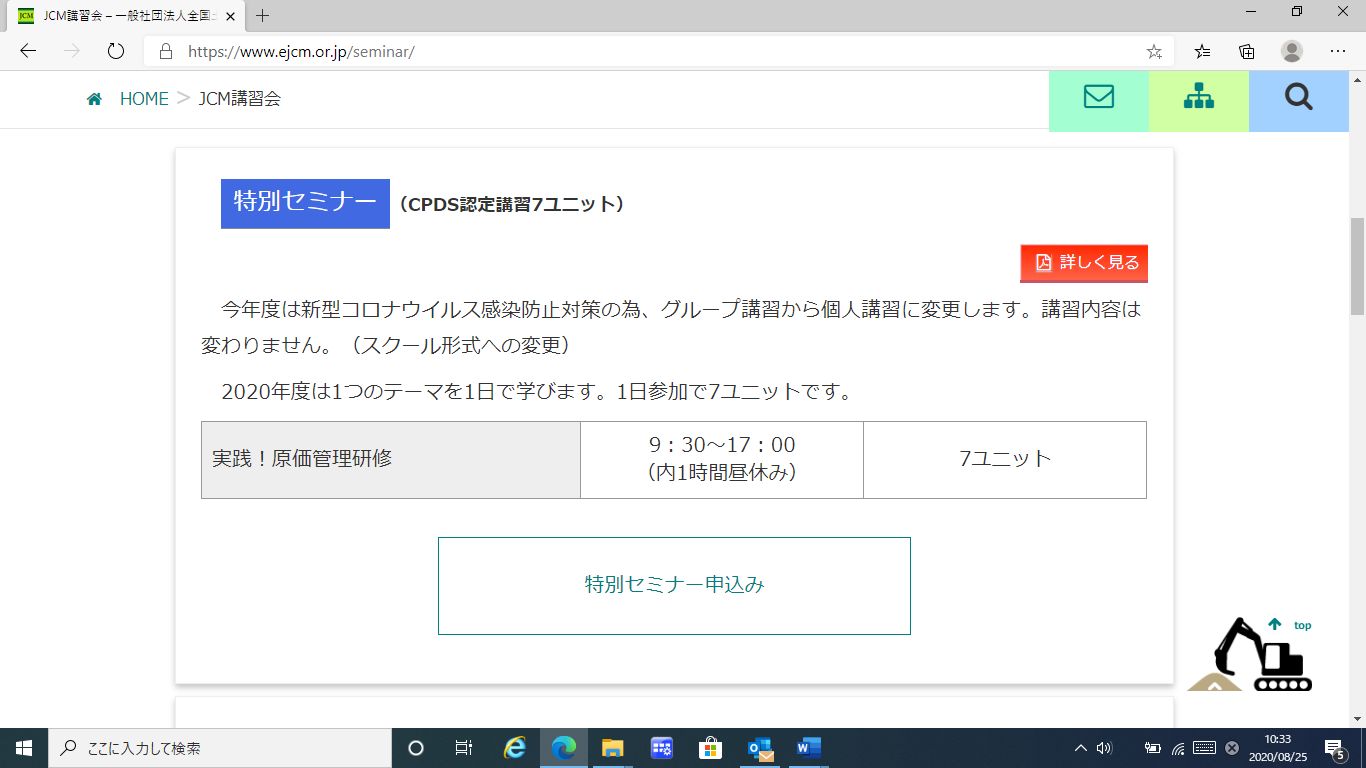 JCM講習会 – 一般社団法人全国
https://www.ejcm.or.jp/seminar/
HOME > JCM講習会
特別セミナー （CPDS認定講習7ユニット）
詳しく見る
今年度は新型コロナウイルス感染防止対策の為、グループ講習から個人講習に変更します。講習内容は
変わりません。（スクール形式への変更）
2020年度は1つのテーマを1日で学びます。1日参加で7ユニットです。
実践！原価管理研修
9：30～17：00
（内1時間昼休み）
7ユニット
特別セミナー申込み
top
ここに入力して検索
10:33
2020/08/25
5